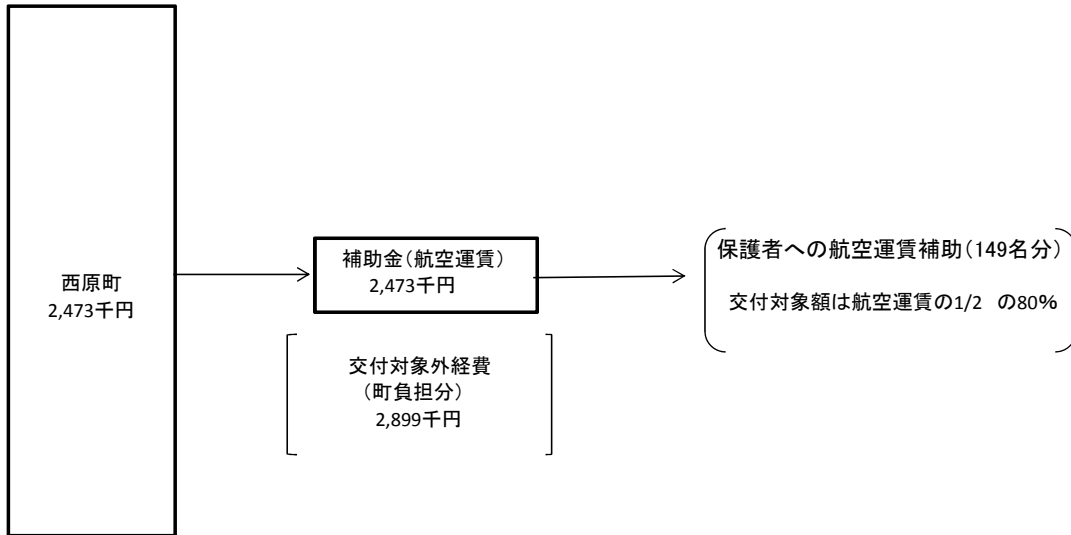 西原町
2,473千円
補助金(航空運賃)
2,473千円
交付対象外経費
(町負担分)
2,899千円
保護者への航空運賃補助(149名分)
交付対象額は航空運賃の1/2 の80%